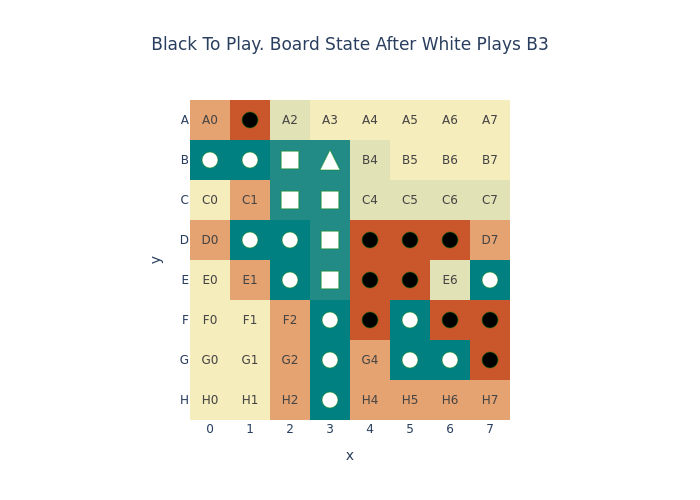 Black To Play. Board State After White Plays B3
A A0 A2 A3 A4 A5 A6 A7
B B4 B5 B6 B7
C C0 C1 C4 C5 C6 C7
D D0 D7
E E0 E1 E6
F F0 F1 F2
G G0 G1 G2 G4
H H0 H1 H2 H4 H5 H6 H7
0 1 2 3 4 5 6 7
x
y